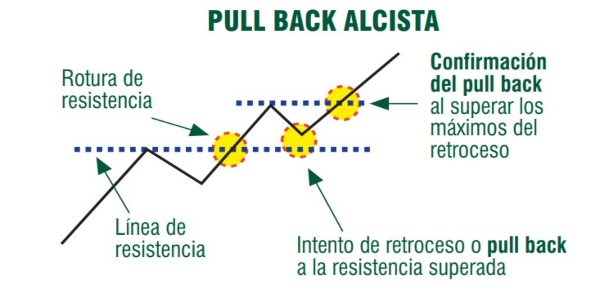 PULL BACK ALCISTA
Rotura de
resistencia
Confirmación
del pull back
al superar los
máximos del
retroceso
Línea de
resistencia
Intento de retroceso o pull back
a la resistencia superada